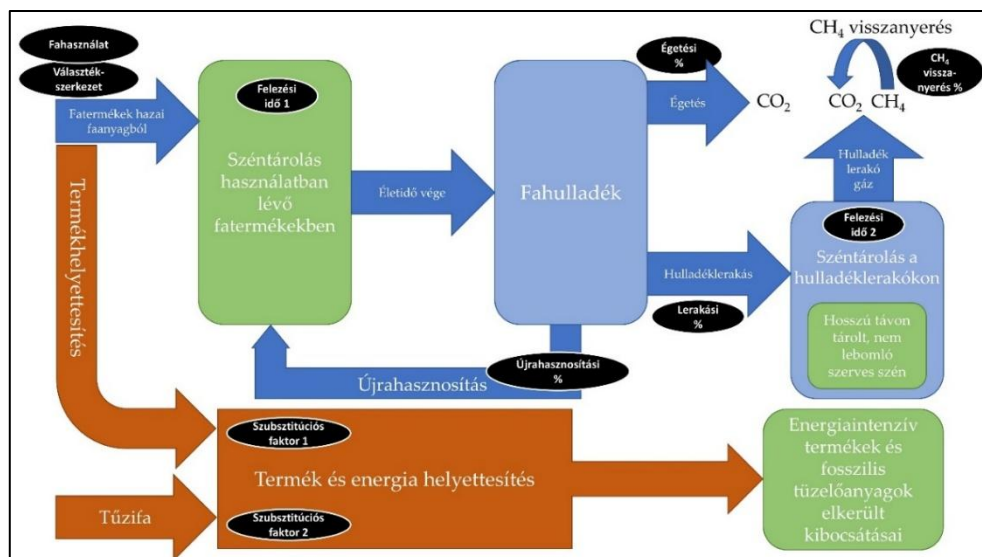 Fahasználat
Választék-
szerkezet
Fatermékek hazai
faanyagból
Termékhelyettesítés
Felezési
idő 1
Széntárolás
használatban
lévő
fatermékekben
Életidő vége
Fahulladék
Égetési
%
Égetés
CO₂
CH₄ visszanyerés
CO₂ CH₄
CH₄
vissza-
nyerés %
Hulladék
lerakó
gáz
Hulladéklerakás
Lerakási
%
Felezési
idő 2
Széntárolás a
hulladéklerakókon
Hosszú távon
tárolt, nem
lebomló
szerves szén
Újrahasznosítási
%
Újrahasznosítás
Szubsztitúciós
faktor 1
Termék és energia helyettesítés
Tűzifa
Szubsztitúciós
faktor 2
Energiaintenzív
termékek és
fosszilis
tüzelőanyagok
elkerült
kibocsátásai